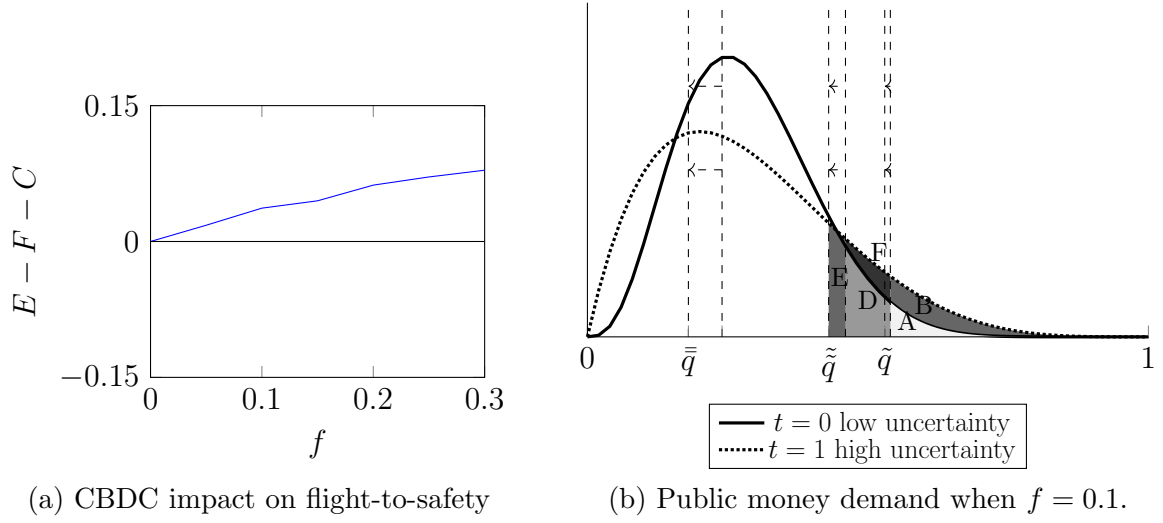 0.15
0
−0.15
E − F − C
0 0.1 0.2 0.3
f
(a) CBDC impact on flight-to-safety
F
E
D
B
A
0 q̿ q̃̃ q̃ 1
t = 0 low uncertainty
t = 1 high uncertainty
(b) Public money demand when f = 0.1.